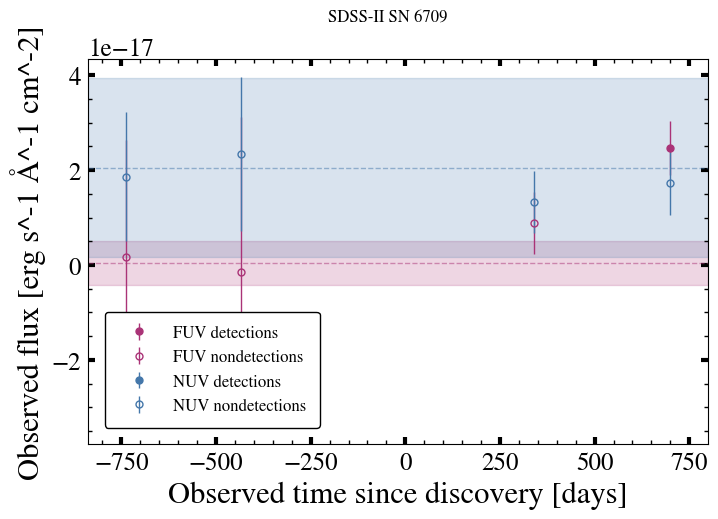 SDSS-II SN 6709
1e−17
4
2
0
−2
Observed flux [erg s^-1 Å^-1 cm^-2]
FUV detections
FUV nondetections
NUV detections
NUV nondetections
−750 −500 −250 0 250 500 750
Observed time since discovery [days]